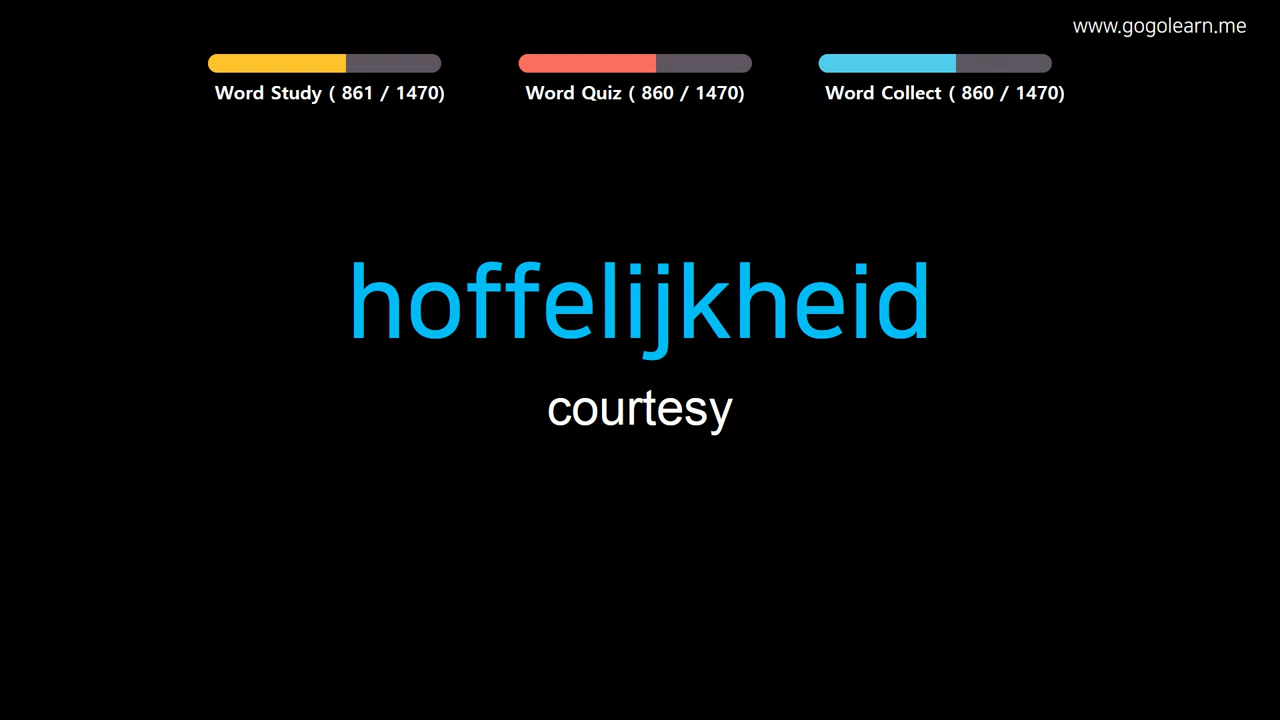 www.gogolearn.me
Word Study ( 861 / 1470)
Word Quiz ( 860 / 1470)
Word Collect ( 860 / 1470)
hoffelijkheid
courtesy